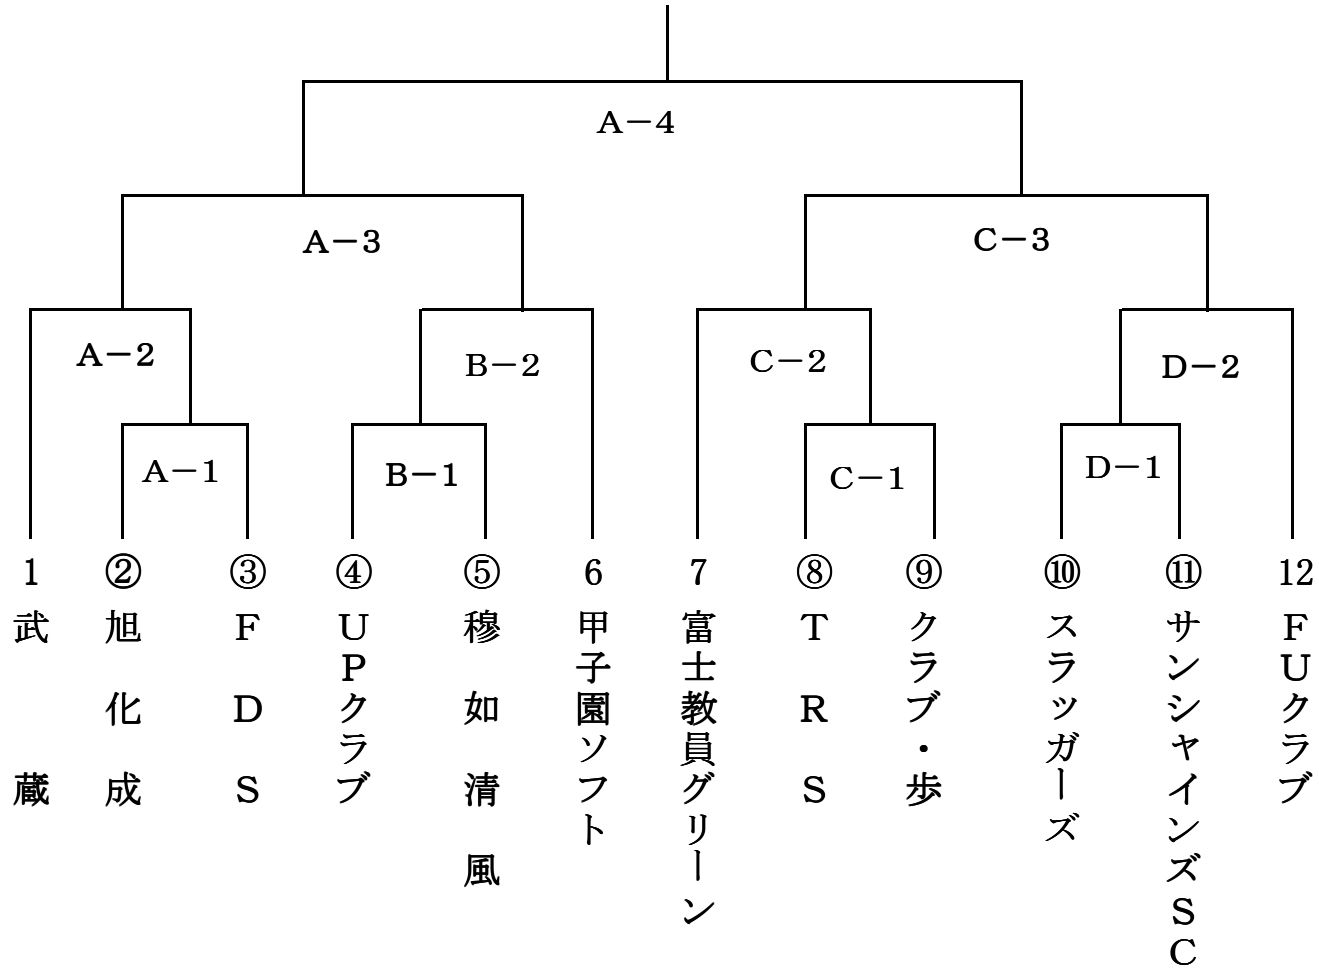 A－4
A－3
C－3
A－2
B－2
C－2
D－2
A－1
B－1
C－1
D－1
1 武蔵
② 旭化成
③ ＦＤＳ
④ ＵＰクラブ
⑤ 穆如清風
6 甲子園ソフト
7 富士教員グリーン
⑧ ＴＲＳ
⑨ クラブ・歩
⑩ スラッガーズ
⑪ サンシャインズＳＣ
12 ＦＵクラブ